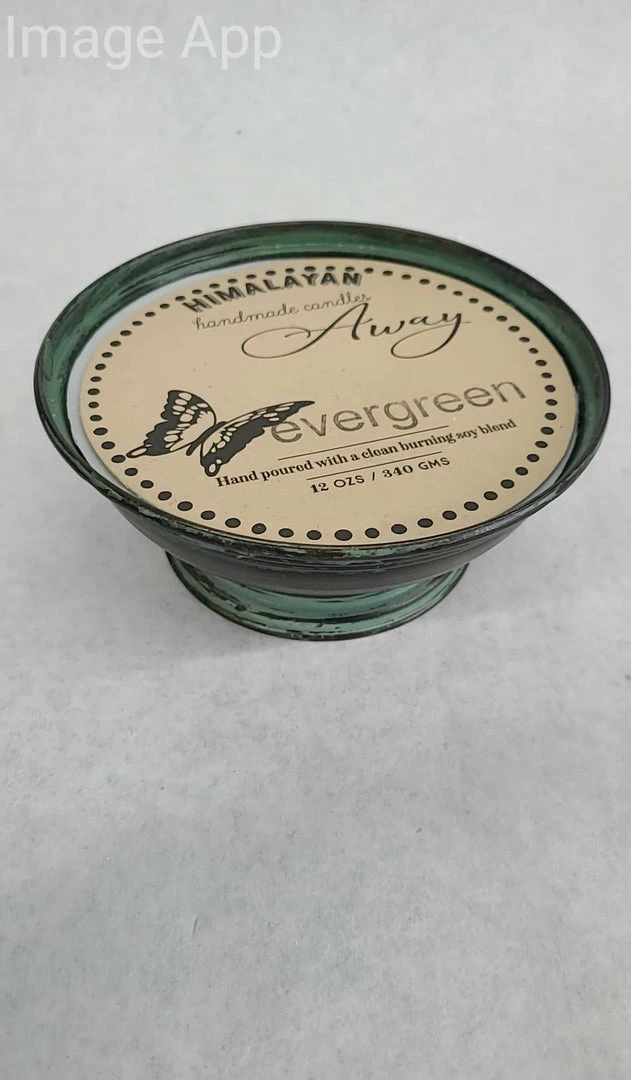 Image App
HIMALAYAN
handmade candles
Away
evergreen
Hand poured with a clean burning soy blend
12 OZS / 340 GMS